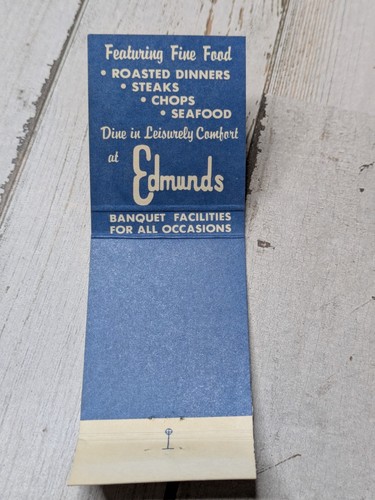 Featuring Fine Food
• ROASTED DINNERS
• STEAKS
• CHOPS
• SEAFOOD
Dine in Leisurely Comfort
at Edmunds
BANQUET FACILITIES
FOR ALL OCCASIONS